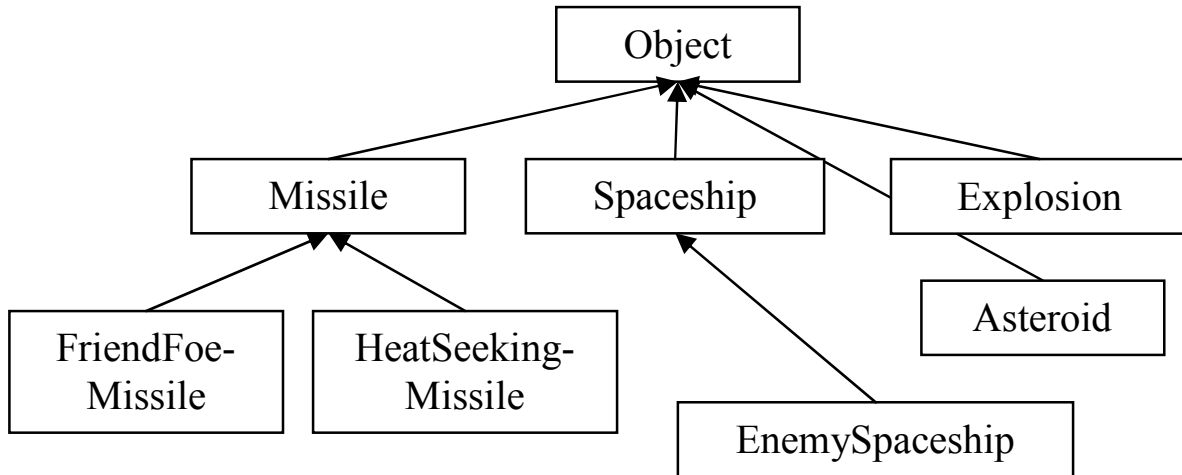 Object
Missile
Spaceship
Explosion
FriendFoe-
Missile
HeatSeeking-
Missile
Asteroid
EnemySpaceship